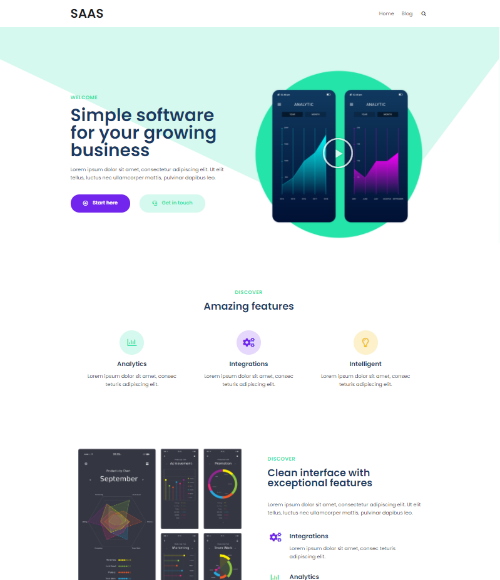 SAAS
Home Blog
WELCOME
Simple software
for your growing
business
Lorem ipsum dolor sit amet, consectetur adipiscing elit. Ut elit
tellus, luctus nec ullamcorper mattis, pulvinar dapibus leo.
Start here
Get in touch
ANALYTIC
ANALYTIC
DISCOVER
Amazing features
Analytics
Lorem ipsum dolor sit amet, consec
teturis adipiscing elit.
Integrations
Lorem ipsum dolor sit amet, consec
teturis adipiscing elit.
Intelligent
Lorem ipsum dolor sit amet, consec
teturis adipiscing elit.
September
DISCOVER
Clean interface with
exceptional features
Lorem ipsum dolor sit amet, consectetur adipiscing elit. Ut elit
tellus, luctus nec ullamcorper mattis, pulvinar dapibus leo.
Integrations
Lorem ipsum dolor sit amet, consec teturis
adipiscing elit.
Analytics